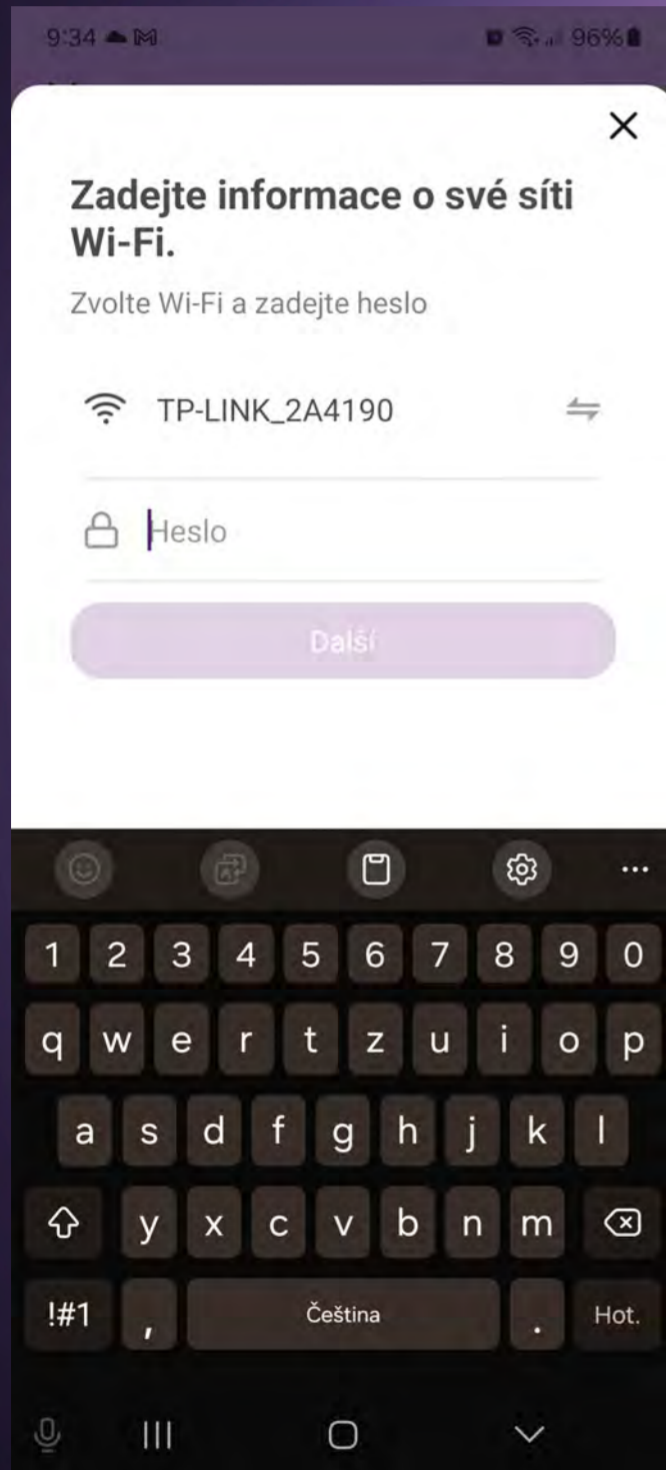 9:34
96%
Zadejte informace o své síti
Wi-Fi.
Zvolte Wi-Fi a zadejte heslo
TP-LINK_2A4190
Heslo
Další
1 2 3 4 5 6 7 8 9 0
q w e r t z u i o p
a s d f g h j k l
y x c v b n m
!#1 , Čeština . Hot.